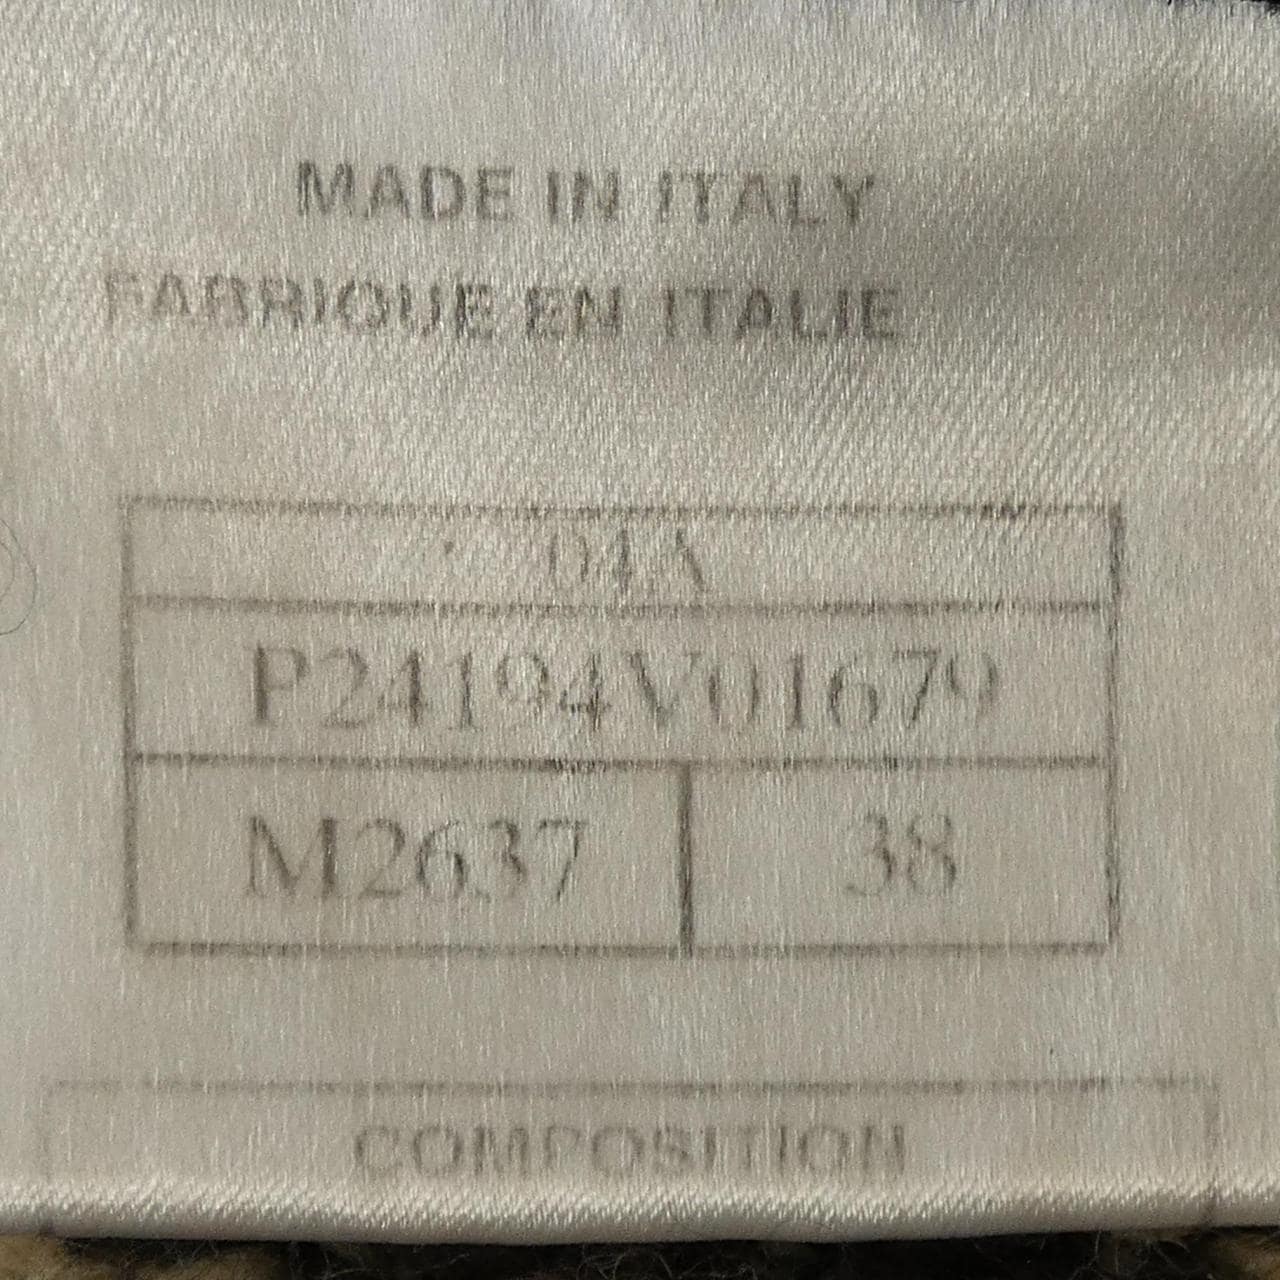 MADE IN ITALY
FABRIQUE EN ITALIE
04A
P24194V01679
M2637 38
COMPOSITION